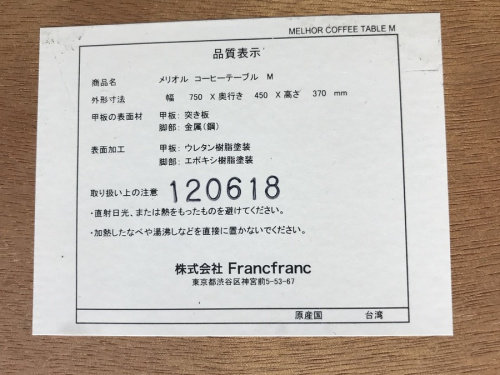 MELHOR COFFEE TABLE M
品質表示
商品名 メリオル コーヒーテーブル M
外形寸法 幅 750 X 奥行き 450 X 高さ 370 mm
甲板の表面材 甲板: 突き板
脚部: 金属(鋼)
表面加工 甲板: ウレタン樹脂塗装
脚部: エポキシ樹脂塗装
取り扱い上の注意 120618
・直射日光、または熱をもったものを避けてください。
・加熱したなべや湯沸しなどを直接に置かないでください。
株式会社 Francfranc
東京都渋谷区神宮前5-53-67
原産国 台湾